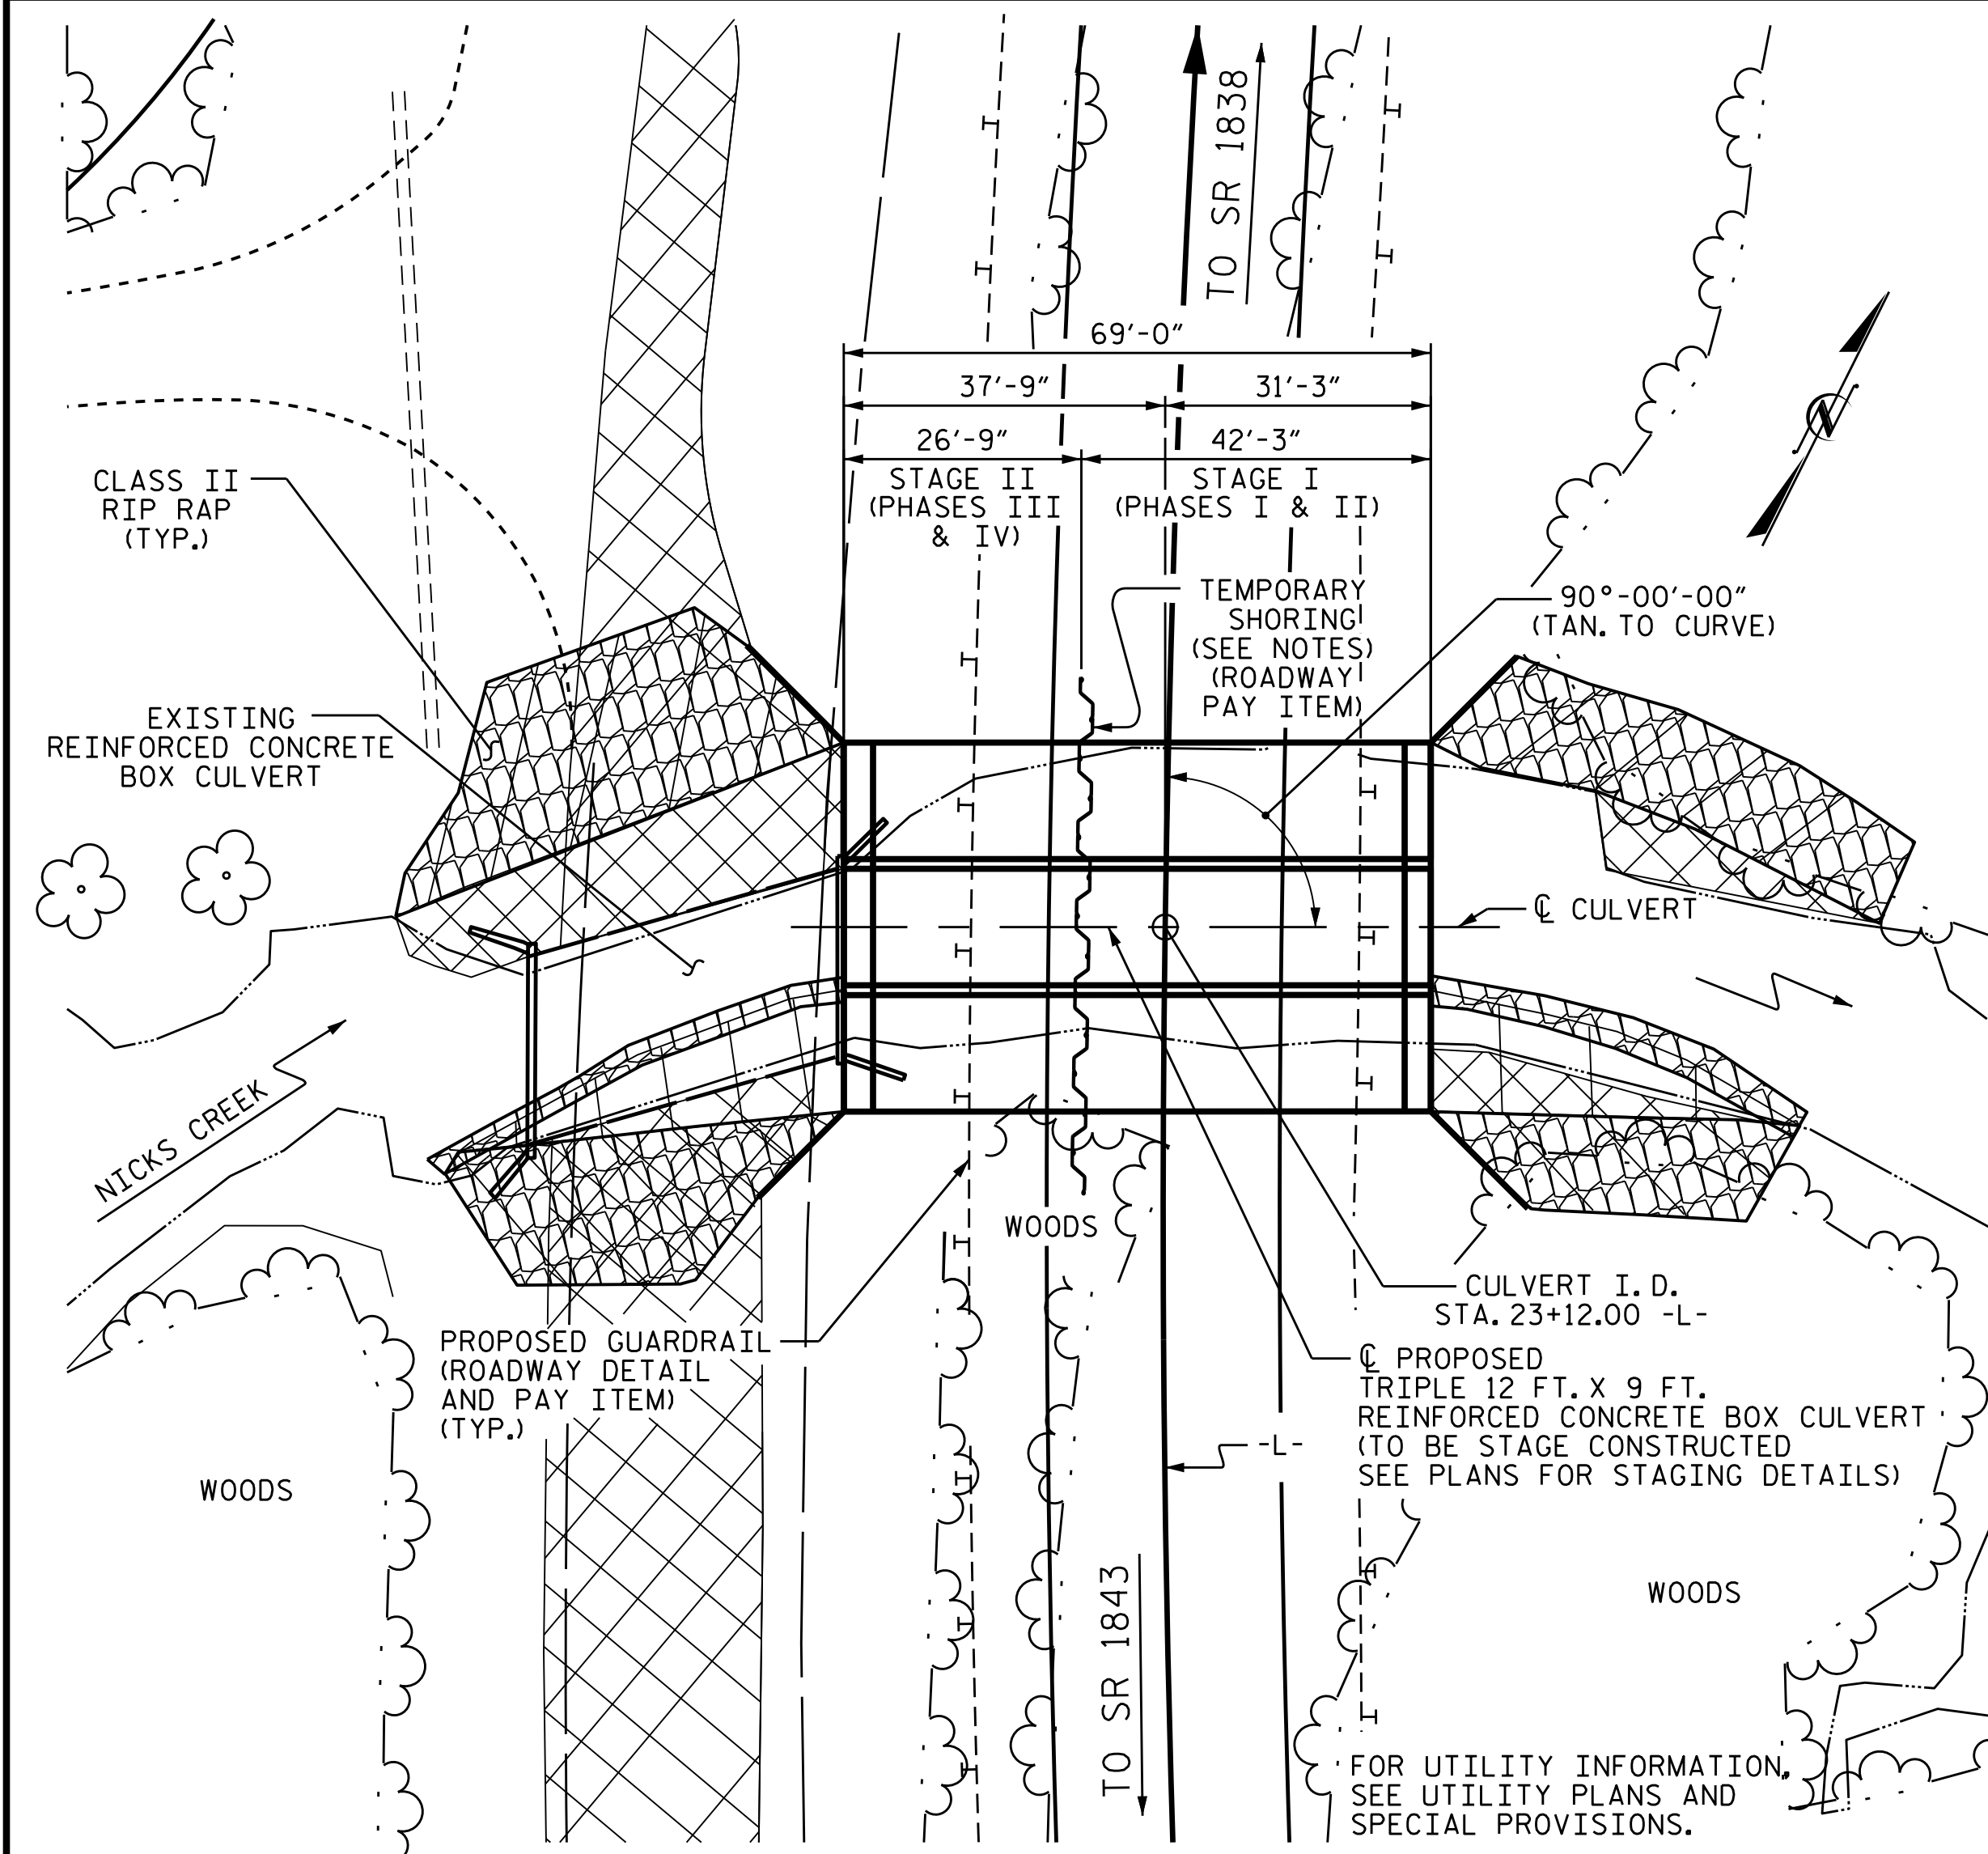 TO SR 1838
69'-0"
37'-9"
31'-3"
26'-9"
42'-3"
STAGE II
(PHASES III
& IV)
STAGE I
(PHASES I & II)
CLASS II
RIP RAP
(TYP.)
N
TEMPORARY
SHORING
(SEE NOTES)
(ROADWAY
PAY ITEM)
90°-00'-00"
(TAN. TO CURVE)
EXISTING
REINFORCED CONCRETE
BOX CULVERT
℄ CULVERT
NICKS CREEK
WOODS
CULVERT I.D.
STA. 23+12.00 -L-
PROPOSED GUARDRAIL
(ROADWAY DETAIL
AND PAY ITEM)
(TYP.)
℄ PROPOSED
TRIPLE 12 FT. X 9 FT.
REINFORCED CONCRETE BOX CULVERT
(TO BE STAGE CONSTRUCTED
SEE PLANS FOR STAGING DETAILS)
-L-
WOODS
TO SR 1843
WOODS
FOR UTILITY INFORMATION,
SEE UTILITY PLANS AND
SPECIAL PROVISIONS.